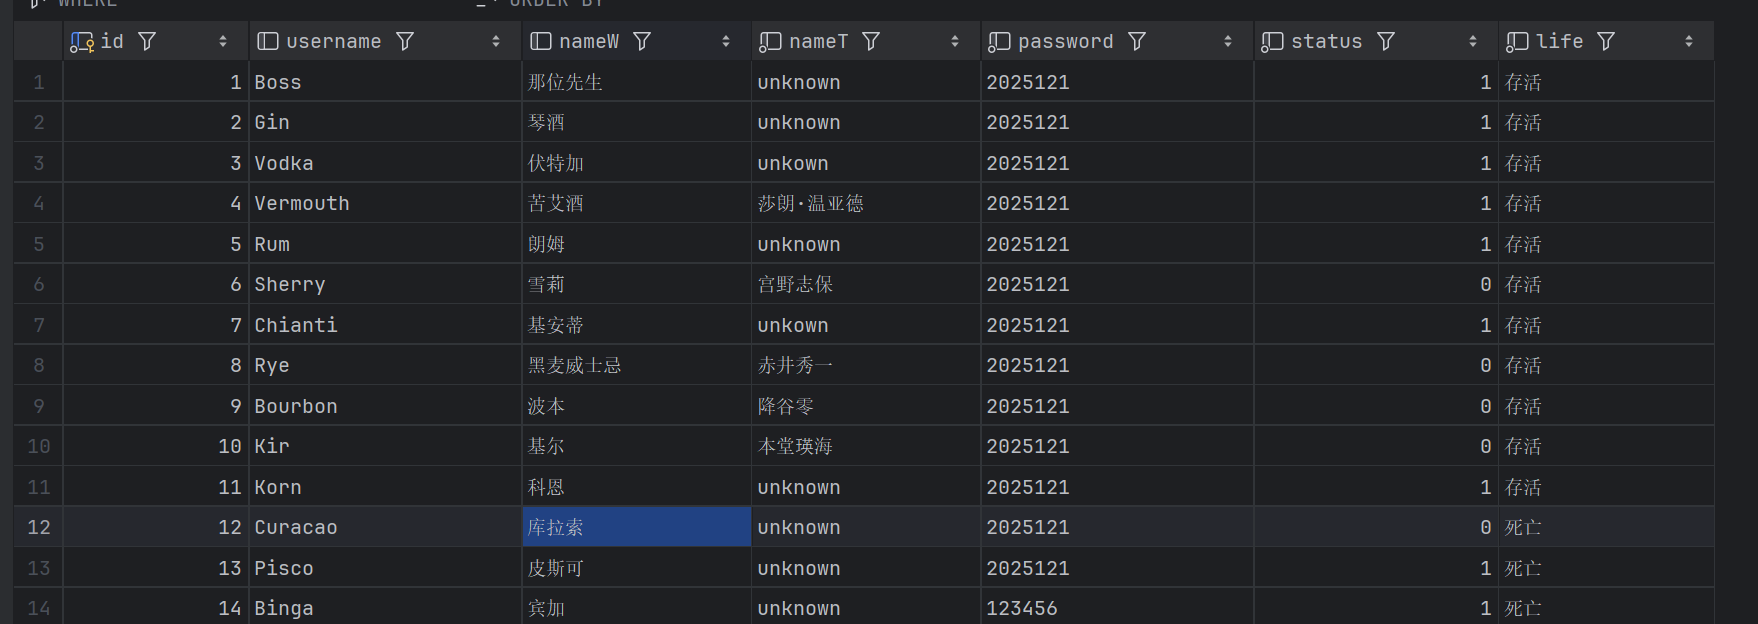 WHERE ORDER BY
id username nameW nameT password status life
1 1 Boss 那位先生 unknown 2025121 1 存活
2 2 Gin 琴酒 unknown 2025121 1 存活
3 3 Vodka 伏特加 unkown 2025121 1 存活
4 4 Vermouth 苦艾酒 莎朗·温亚德 2025121 1 存活
5 5 Rum 朗姆 unknown 2025121 1 存活
6 6 Sherry 雪莉 宫野志保 2025121 0 存活
7 7 Chianti 基安蒂 unkown 2025121 1 存活
8 8 Rye 黑麦威士忌 赤井秀一 2025121 0 存活
9 9 Bourbon 波本 降谷零 2025121 0 存活
10 10 Kir 基尔 本堂瑛海 2025121 0 存活
11 11 Korn 科恩 unknown 2025121 1 存活
12 12 Curacao 库拉索 unknown 2025121 0 死亡
13 13 Pisco 皮斯可 unknown 2025121 1 死亡
14 14 Binga 宾加 unknown 123456 1 死亡